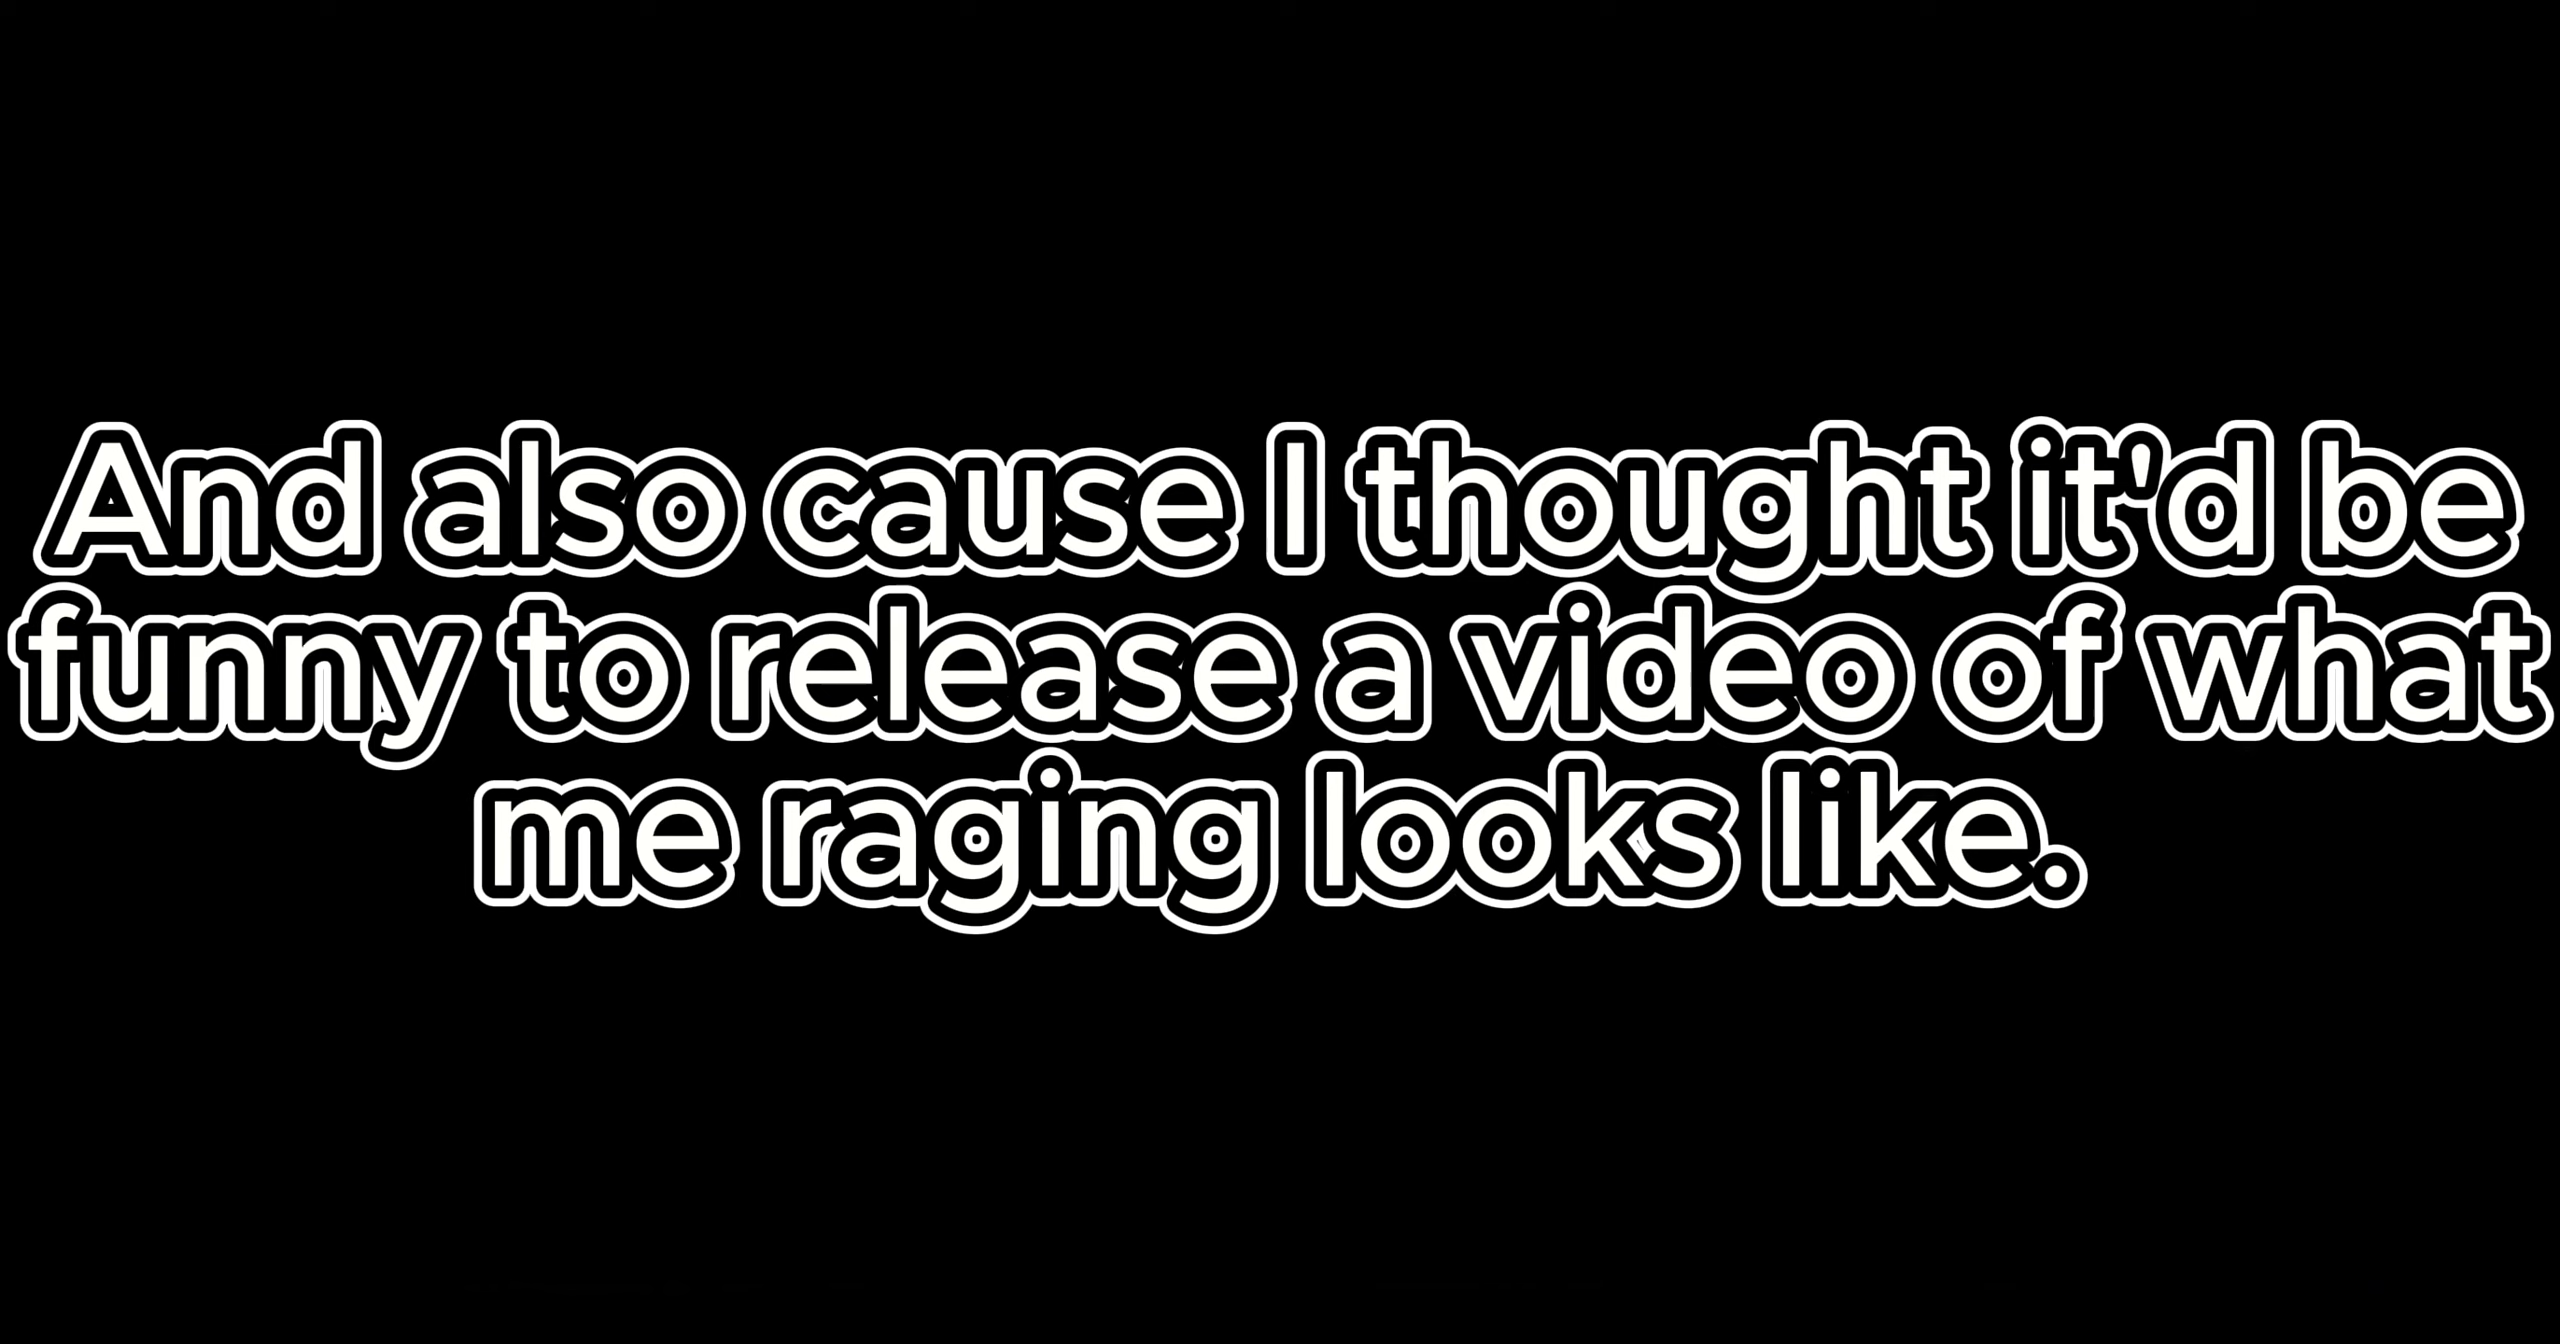 And also cause I thought it'd be
funny to release a video of what
me raging looks like.